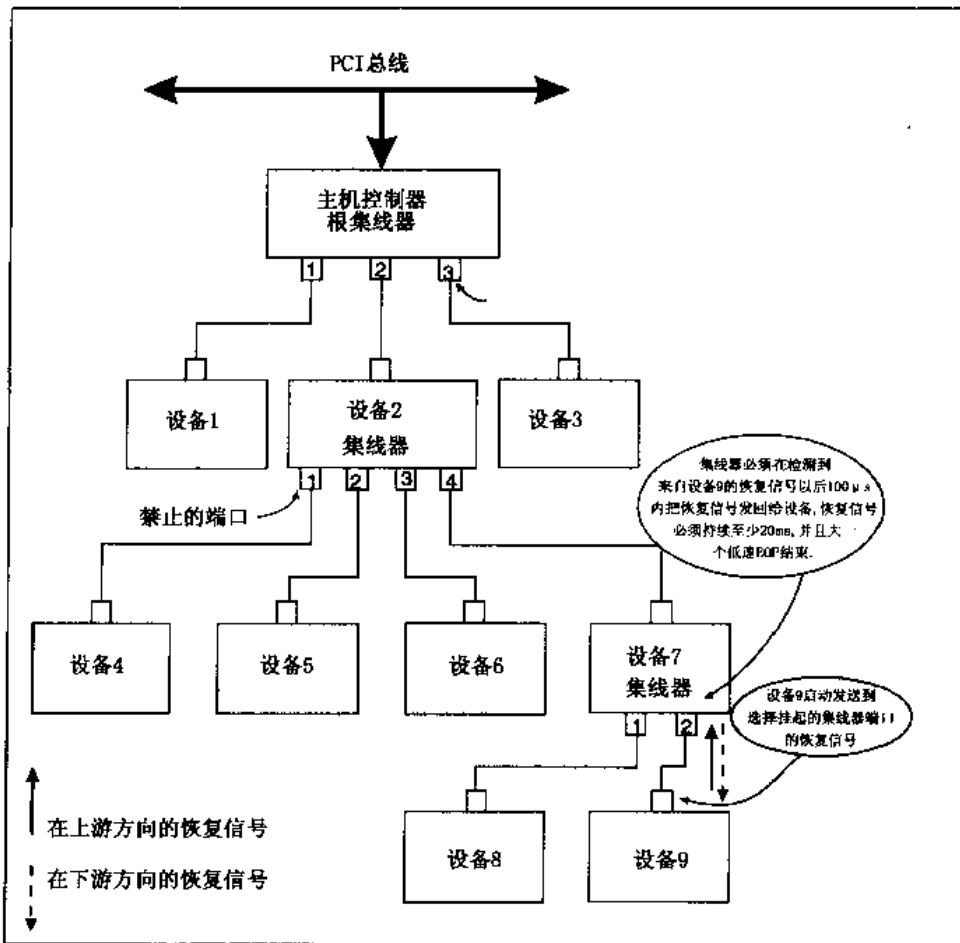 PCI总线
主机控制器
根集线器
1
2
3
设备1
设备2
集线器
设备3
1
2
3
4
禁止的端口
集线器必须在检测到
来自设备9的恢复信号以后100μs
内把恢复信号发回给设备,恢复信号
必须持续至少20ms,并且大一
个低速EOP结束.
设备4
设备5
设备6
设备7
集线器
1
2
设备9启动发送到
选择挂起的集线器端口
的恢复信号
设备8
设备9
在上游方向的恢复信号
在下游方向的恢复信号